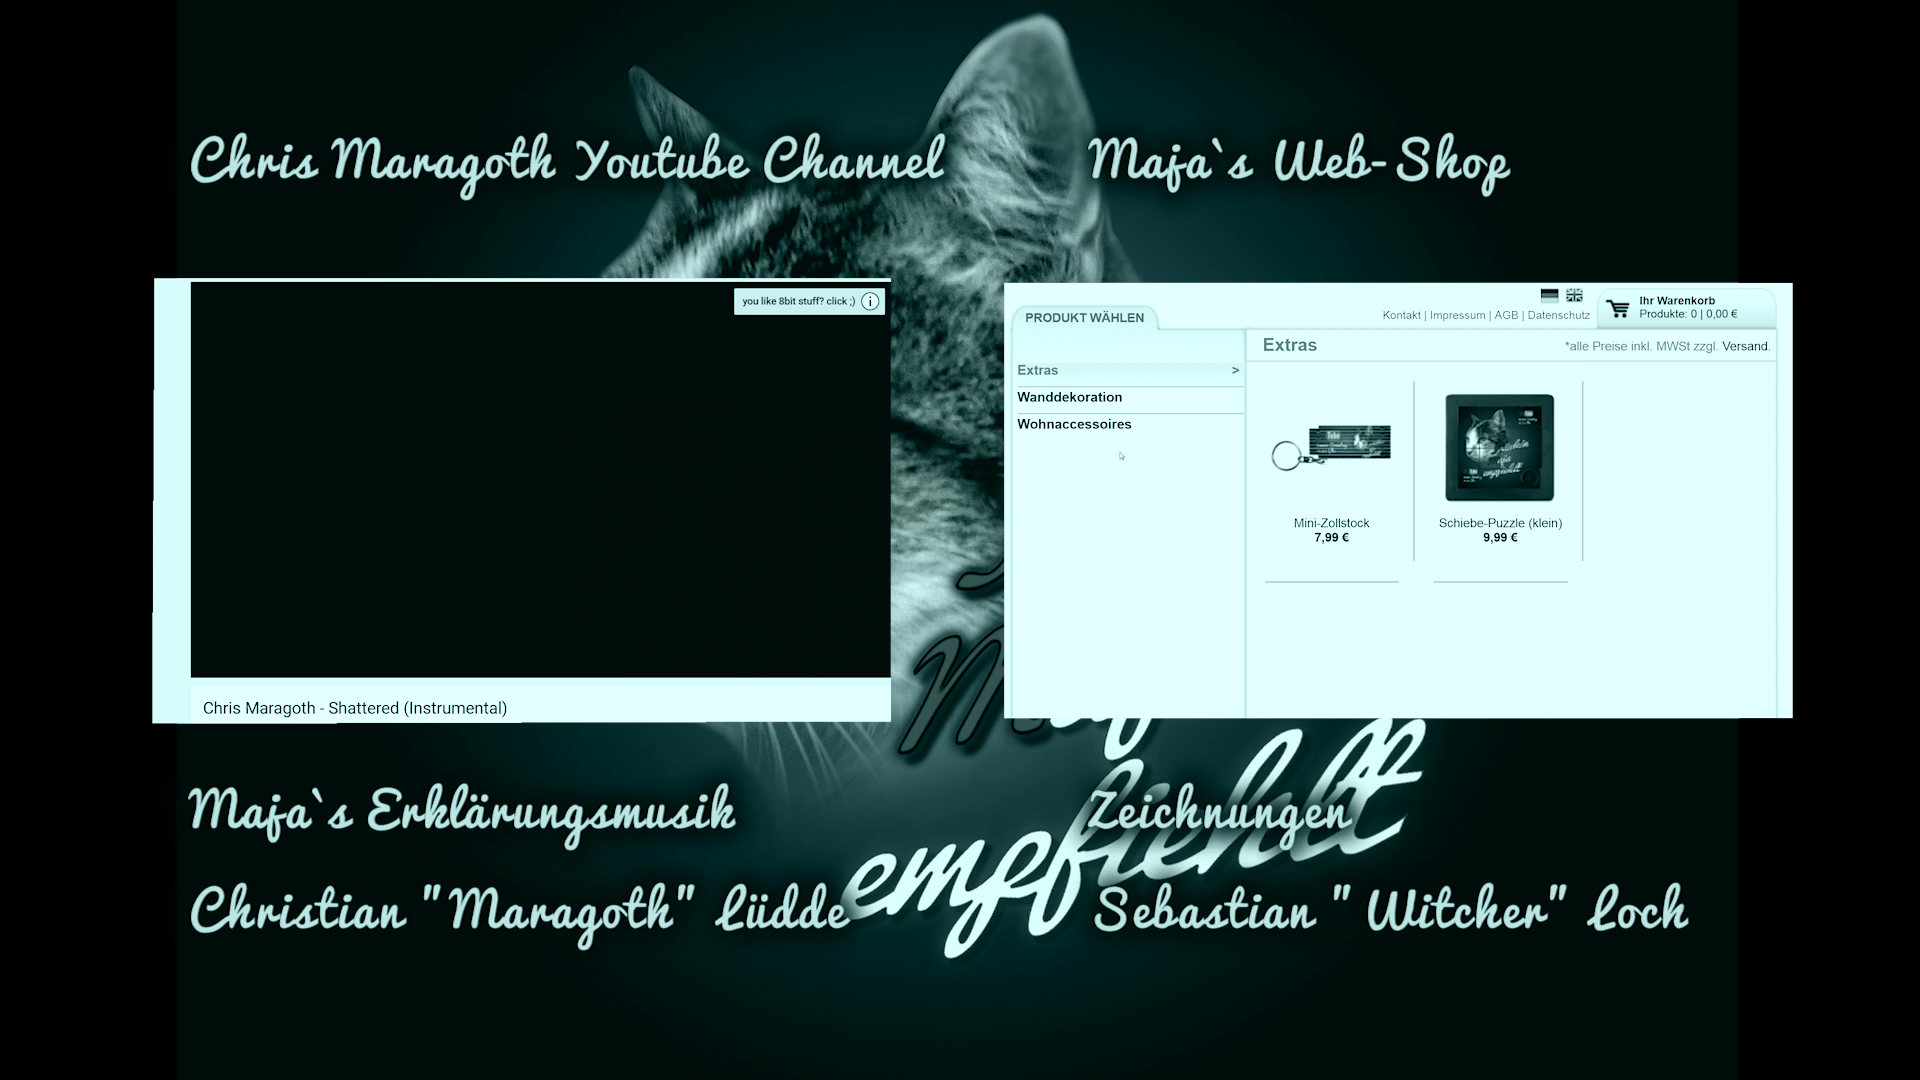 Chris Maragoth Youtube Channel
Maja`s Web-Shop
you like 8bit stuff? click ;)
Chris Maragoth - Shattered (Instrumental)
PRODUKT WÄHLEN
Kontakt | Impressum | AGB | Datenschutz
Ihr Warenkorb
Produkte: 0 | 0,00 €
Extras
*alle Preise inkl. MWSt zzgl. Versand.
Extras >
Wanddekoration
Wohnaccessoires
Mini-Zollstock
7,99 €
Schiebe-Puzzle (klein)
9,99 €
empfiehlt
Maja`s Erklärungsmusik
Zeichnungen
Christian "Maragoth" Lüdde
Sebastian "Witcher" Loch